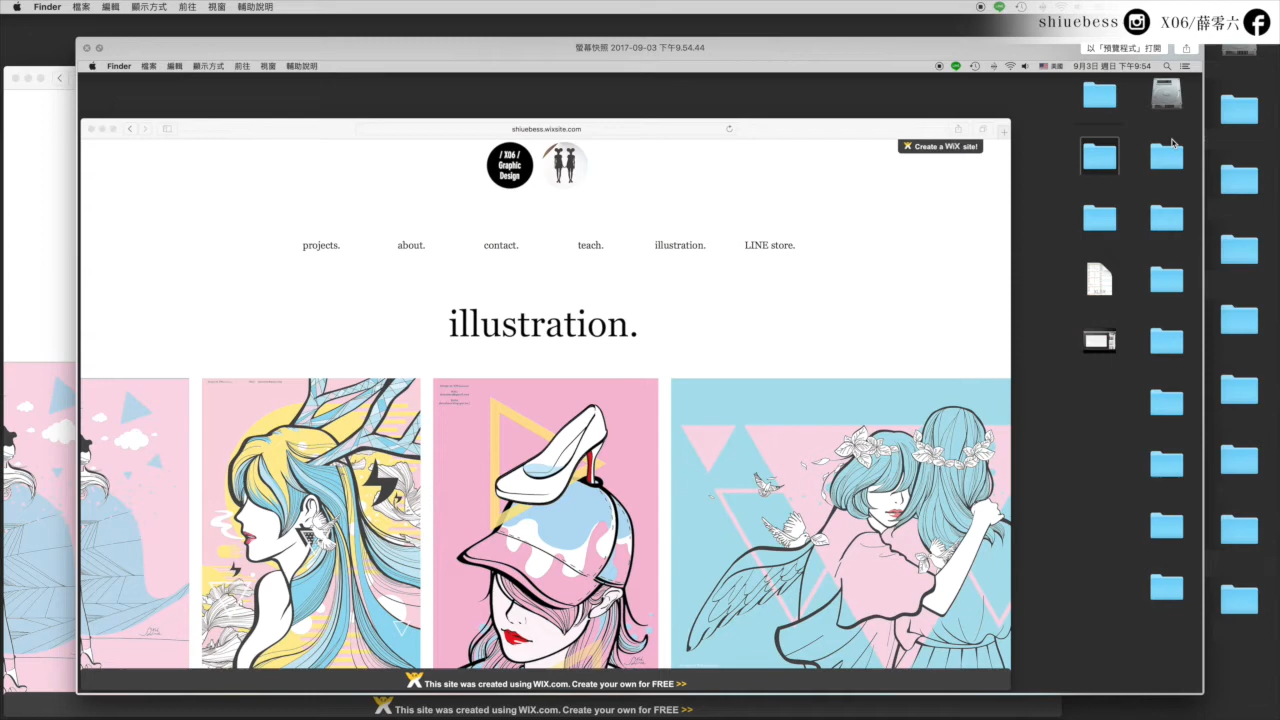 Finder 檔案 編輯 顯示方式 前往 視窗 輔助說明
shiuebess X06/薛零六
螢幕快照 2017-09-03 下午9.54.44
以「預覽程式」打開
Finder 檔案 編輯 顯示方式 前往 視窗 輔助說明 美國 9月3日 週日 下午9:54
shiuebess.wixsite.com
/ X06 /
Graphic
Design
Create a WiX site!
projects. about. contact. teach. illustration. LINE store.
illustration.
XLSX
This site was created using WIX.com. Create your own for FREE >>
This site was created using WIX.com. Create your own for FREE >>